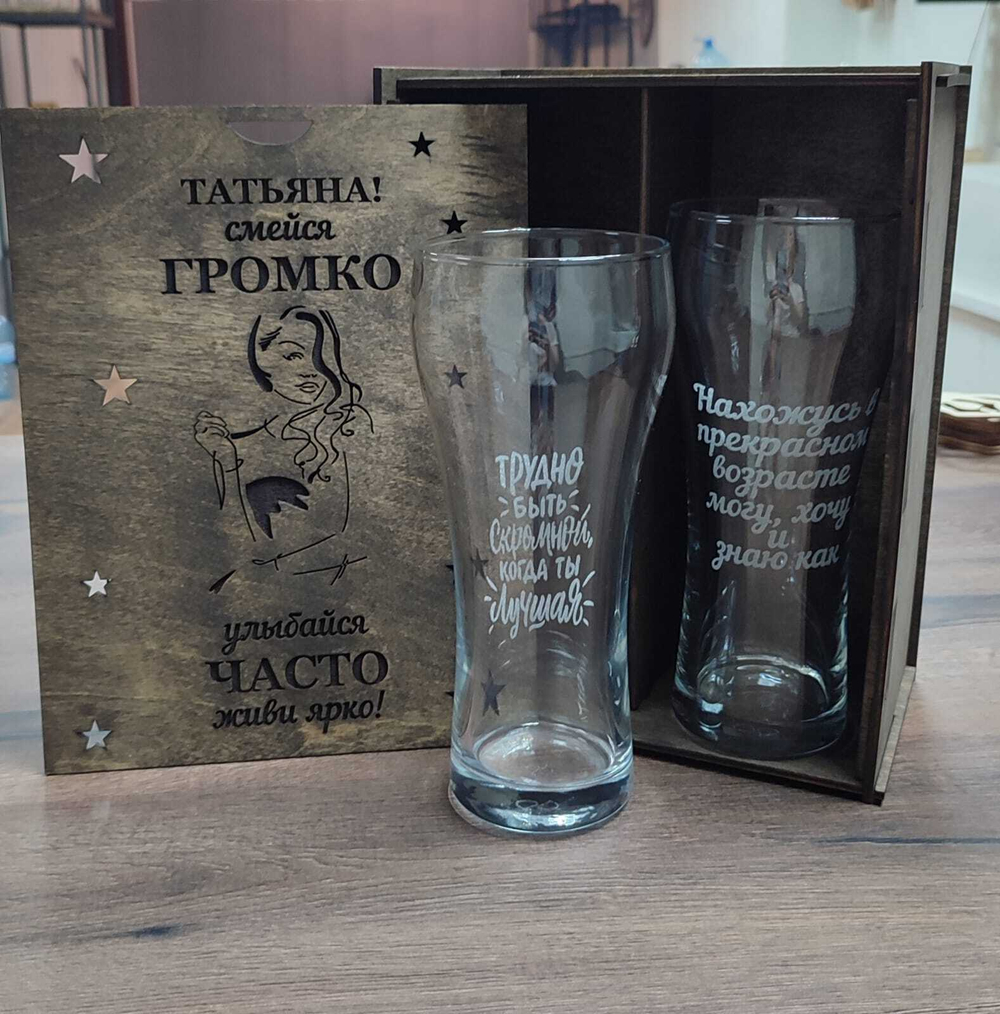 ТАТЬЯНА!
смейся
ГРОМКО
улыбайся
ЧАСТО
живи ярко!
ТРУДНО
БЫТЬ
Скромной,
КОГДА ТЫ
Лучшая
Нахожусь в
прекрасном
возрасте
могу, хочу
и
знаю как